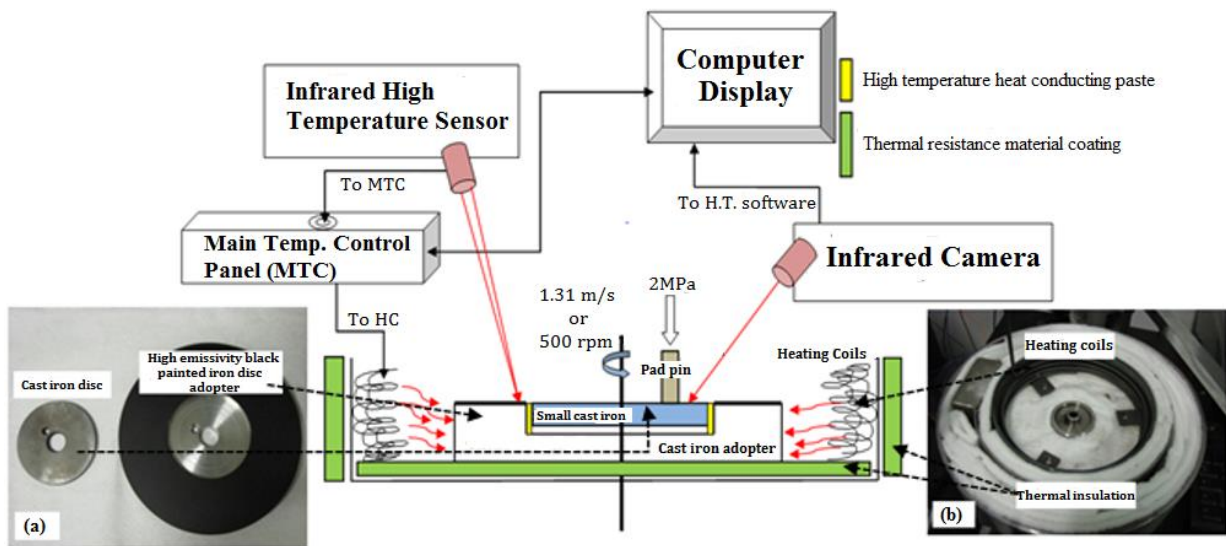 Infrared High
Temperature Sensor
Computer
Display
High temperature heat conducting paste
Thermal resistance material coating
To MTC
To H.T. software
Main Temp. Control
Panel (MTC)
Infrared Camera
1.31 m/s
or
500 rpm
2MPa
To HC
High emissivity black
painted iron disc
adopter
Cast iron disc
Heating Coils
Heating coils
Pad pin
Small cast iron
Cast iron adopter
Thermal insulation
(a)
(b)